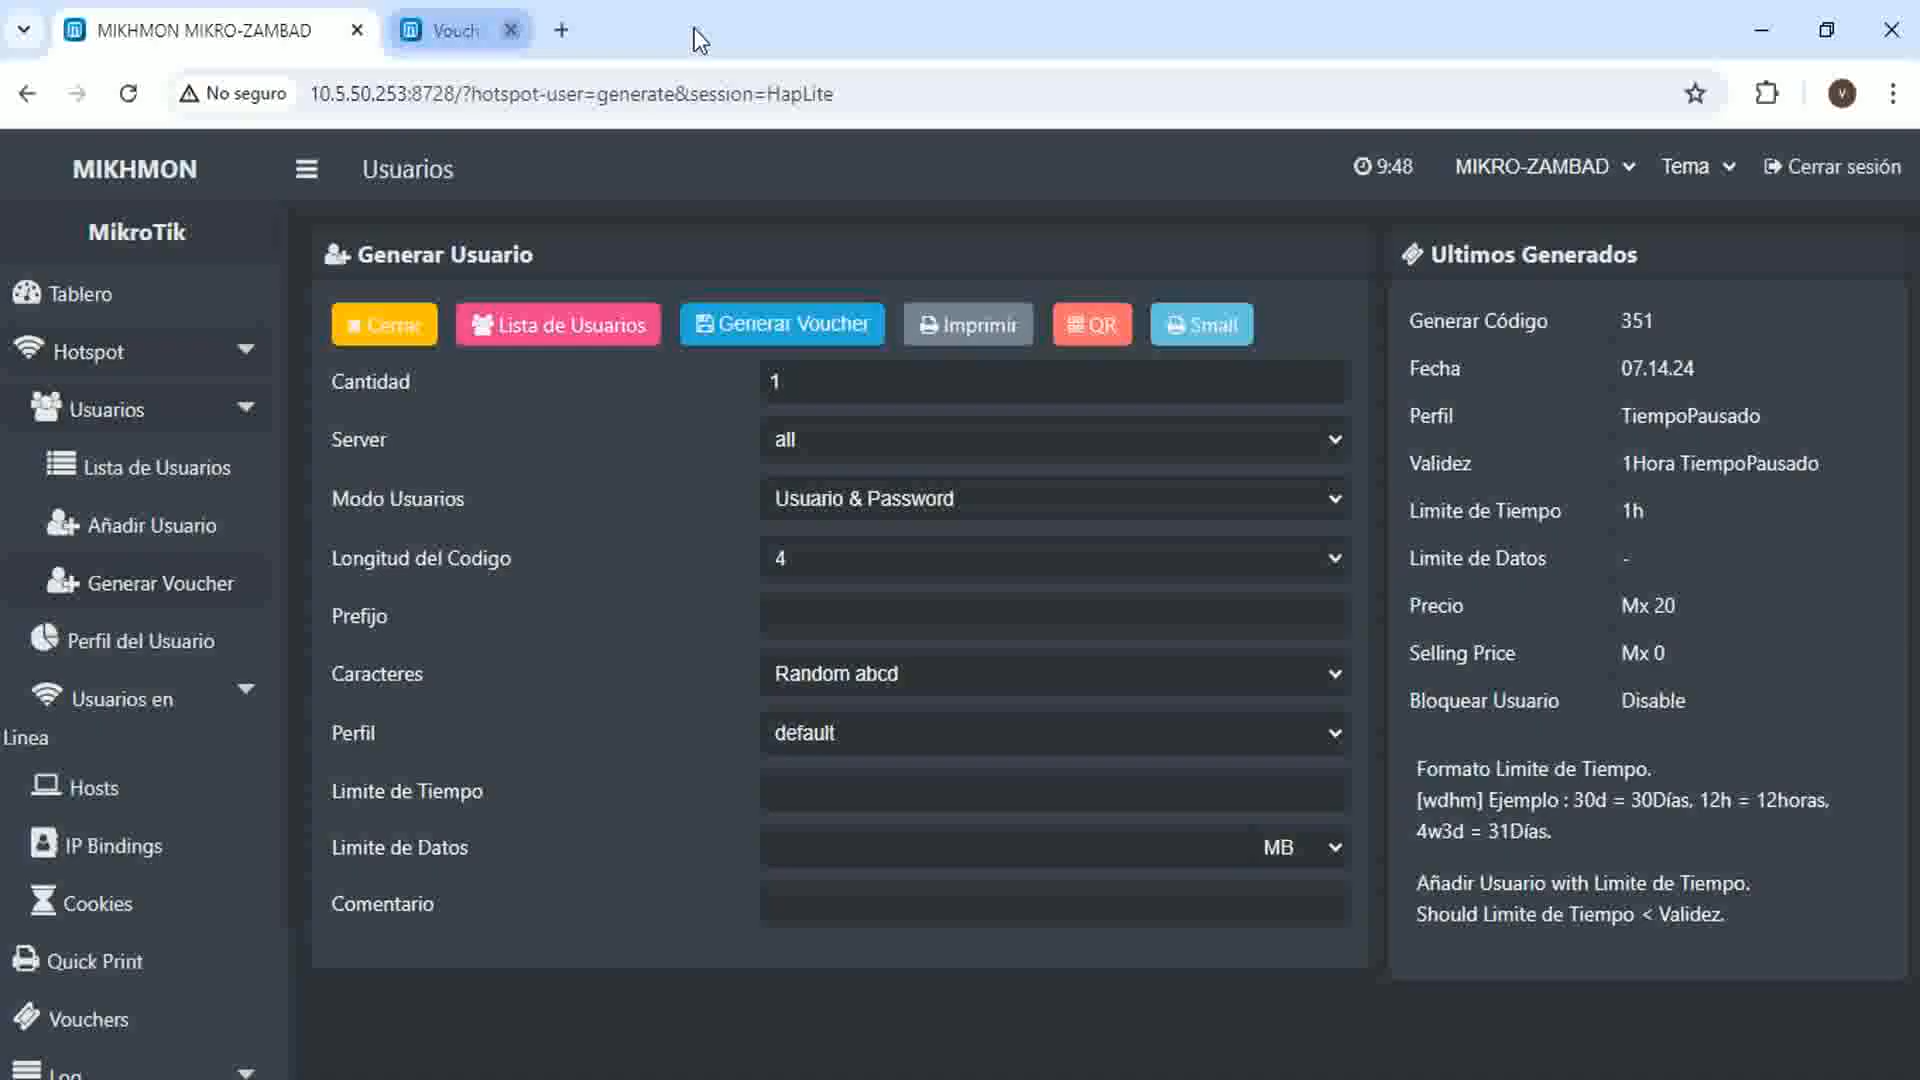 MIKHMON MIKRO-ZAMBAD
Vouch
No seguro
10.5.50.253:8728/?hotspot-user=generate&session=HapLite
V
MIKHMON
Usuarios
9:48
MIKRO-ZAMBAD
Tema
Cerrar sesión
MikroTik
Tablero
Hotspot
Usuarios
Lista de Usuarios
Añadir Usuario
Generar Voucher
Perfil del Usuario
Usuarios en
Linea
Hosts
IP Bindings
Cookies
Quick Print
Vouchers
Log
Generar Usuario
Cerrar
Lista de Usuarios
Generar Voucher
Imprimir
QR
Small
Cantidad 1
Server all
Modo Usuarios Usuario & Password
Longitud del Codigo 4
Prefijo
Caracteres Random abcd
Perfil default
Limite de Tiempo
Limite de Datos MB
Comentario
Ultimos Generados
Generar Código 351
Fecha 07.14.24
Perfil TiempoPausado
Validez 1Hora TiempoPausado
Limite de Tiempo 1h
Limite de Datos -
Precio Mx 20
Selling Price Mx 0
Bloquear Usuario Disable
Formato Limite de Tiempo.
[wdhm] Ejemplo : 30d = 30Días, 12h = 12horas,
4w3d = 31Días.
Añadir Usuario with Limite de Tiempo.
Should Limite de Tiempo < Validez.